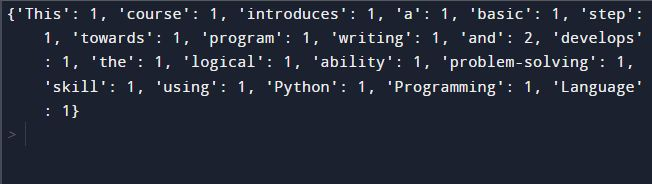 {'This': 1, 'course': 1, 'introduces': 1, 'a': 1, 'basic': 1, 'step':
1, 'towards': 1, 'program': 1, 'writing': 1, 'and': 2, 'develops'
: 1, 'the': 1, 'logical': 1, 'ability': 1, 'problem-solving': 1,
'skill': 1, 'using': 1, 'Python': 1, 'Programming': 1, 'Language'
: 1}
>